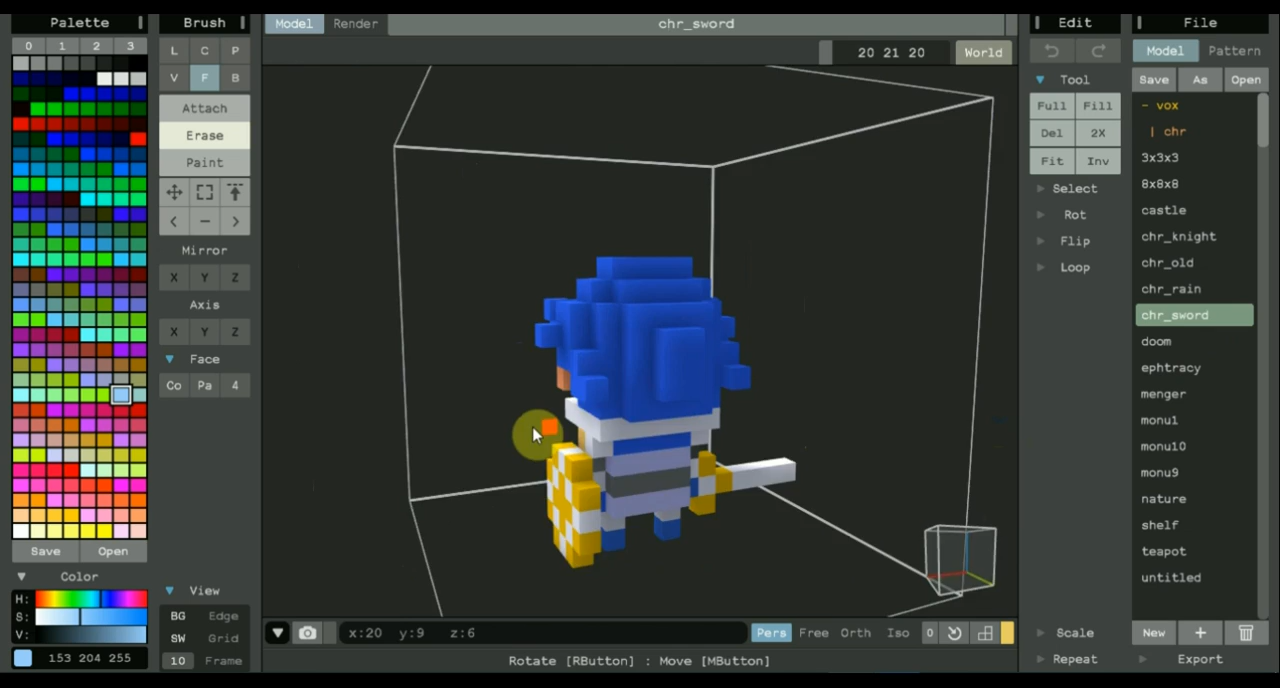 Palette
0 1 2 3
Save Open
Color
H:
S:
V:
153 204 255
Brush
L C P
V F B
Attach
Erase
Paint
< − >
Mirror
X Y Z
Axis
X Y Z
Face
Co Pa 4
View
BG Edge
SW Grid
10 Frame
Model Render
chr_sword
20 21 20 World
x:20 y:9 z:6
Pers Free Orth Iso 0
Rotate [RButton] : Move [MButton]
Edit
Tool
Full Fill
Del 2X
Fit Inv
Select
Rot
Flip
Loop
Scale
Repeat
File
Model Pattern
Save As Open
- vox
| chr
3x3x3
8x8x8
castle
chr_knight
chr_old
chr_rain
chr_sword
doom
ephtracy
menger
monu1
monu10
monu9
nature
shelf
teapot
untitled
New +
Export